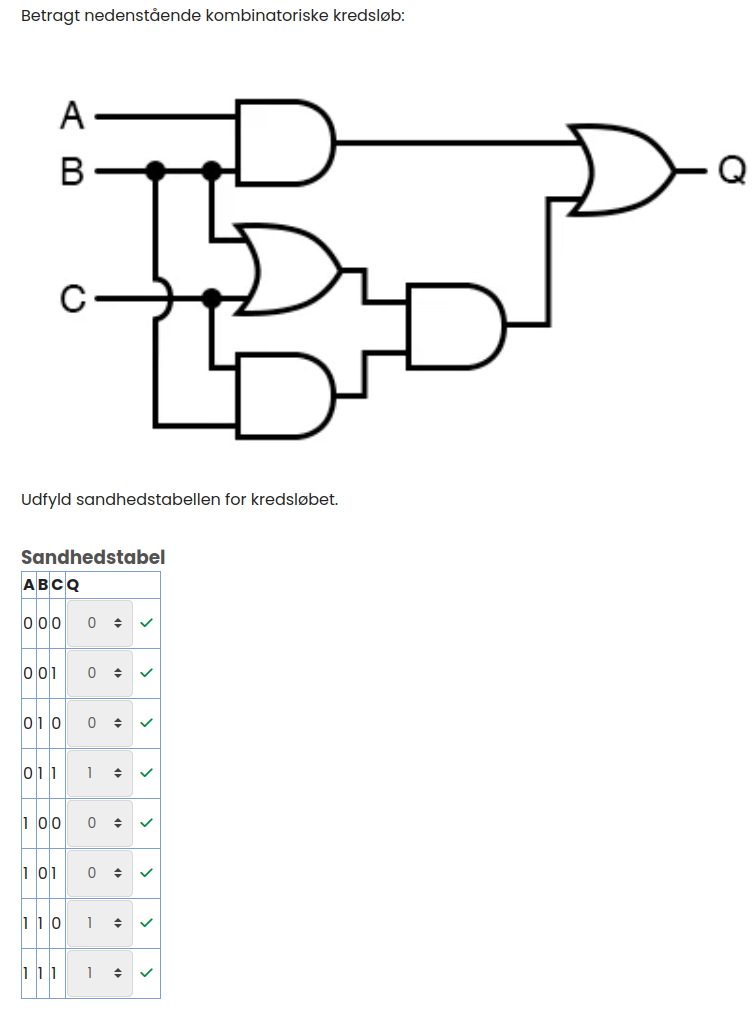 Betragt nedenstående kombinatoriske kredsløb:
A
B
Q
C
Udfyld sandhedstabellen for kredsløbet.
Sandhedstabel
A B C Q
0 0 0 0
0 0 1 0
0 1 0 0
0 1 1 1
1 0 0 0
1 0 1 0
1 1 0 1
1 1 1 1